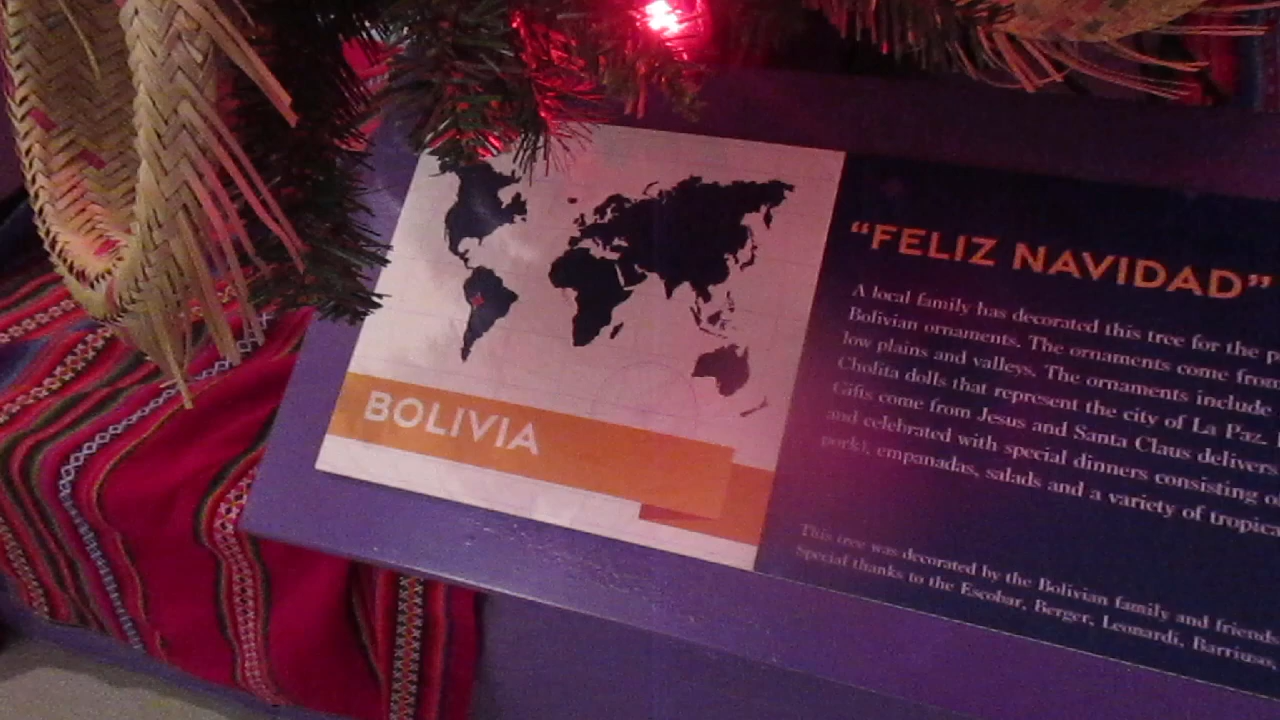 BOLIVIA
"FELIZ NAVIDAD"
A local family has decorated this tree for the
Bolivian ornaments. The ornaments come from
low plains and valleys. The ornaments include
Cholita dolls that represent the city of La Paz.
Gifts come from Jesus and Santa Claus delivers
and celebrated with special dinners consisting
pork), empanadas, salads and a variety of
This tree was decorated by the Bolivian family and friends
Special thanks to the Escobar, Berger, Leonardi, Barriuso,